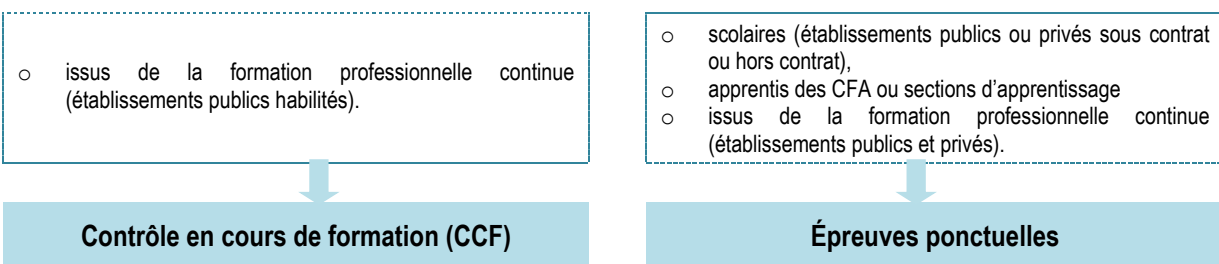 o issus de la formation professionnelle continue
(établissements publics habilités).
Contrôle en cours de formation (CCF)
o scolaires (établissements publics ou privés sous contrat
ou hors contrat),
o apprentis des CFA ou sections d’apprentissage
o issus de la formation professionnelle continue
(établissements publics et privés).
Épreuves ponctuelles